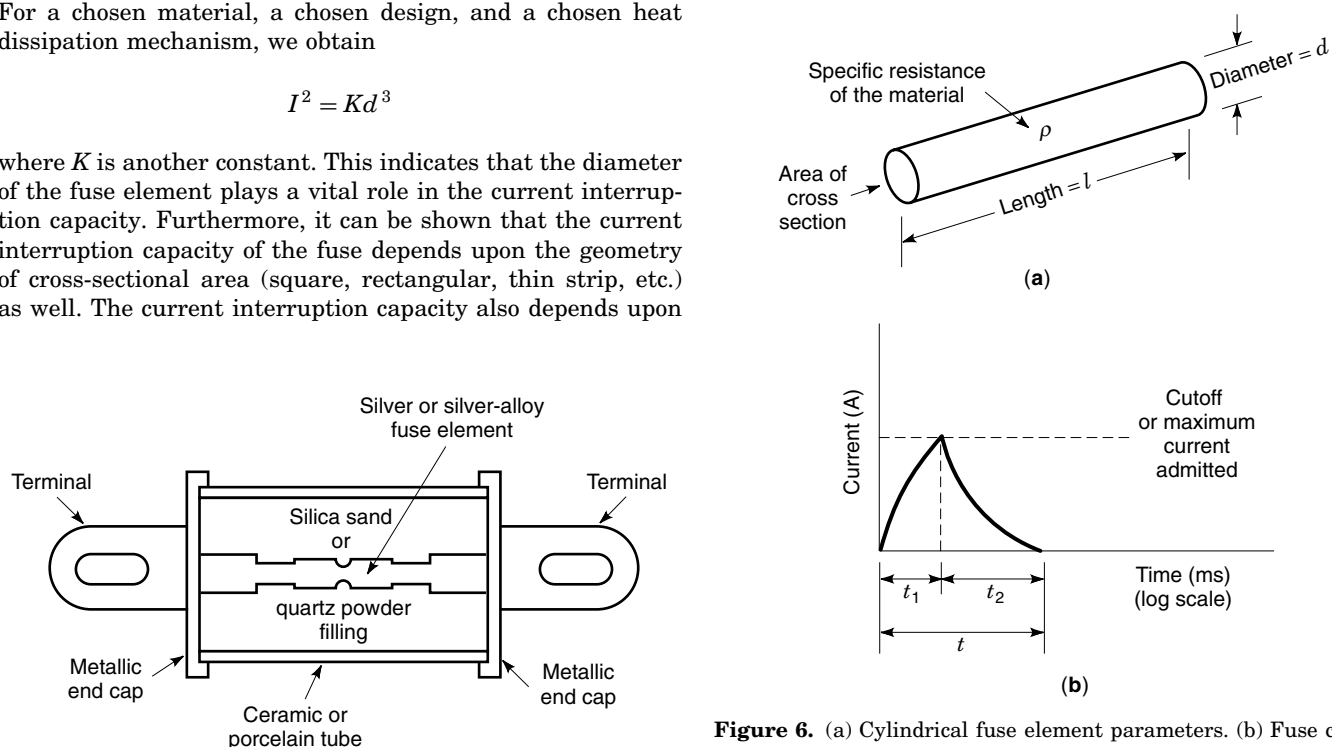 For a chosen material, a chosen design, and a chosen heat
dissipation mechanism, we obtain
I² = Kd³
where K is another constant. This indicates that the diameter
of the fuse element plays a vital role in the current interrup-
tion capacity. Furthermore, it can be shown that the current
interruption capacity of the fuse depends upon the geometry
of cross-sectional area (square, rectangular, thin strip, etc.)
as well. The current interruption capacity also depends upon
Silver or silver-alloy
fuse element
Terminal
Terminal
Silica sand
or
quartz powder
filling
Metallic
end cap
Metallic
end cap
Ceramic or
porcelain tube
Specific resistance
of the material
ρ
Diameter = d
Area of
cross
section
Length = l
(a)
Current (A)
Cutoff
or maximum
current
admitted
t₁
t₂
t
Time (ms)
(log scale)
(b)
Figure 6. (a) Cylindrical fuse element parameters. (b) Fuse